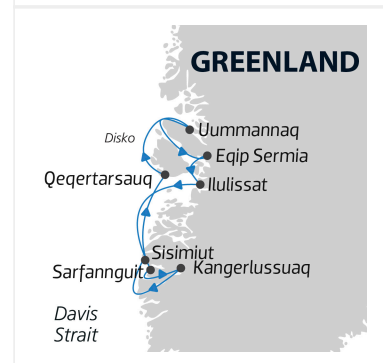 GREENLAND
Uummannaq
Disko
Eqip Sermia
Qeqertarsauq
Ilulissat
Sisimiut
Sarfannguit
Kangerlussuaq
Davis
Strait